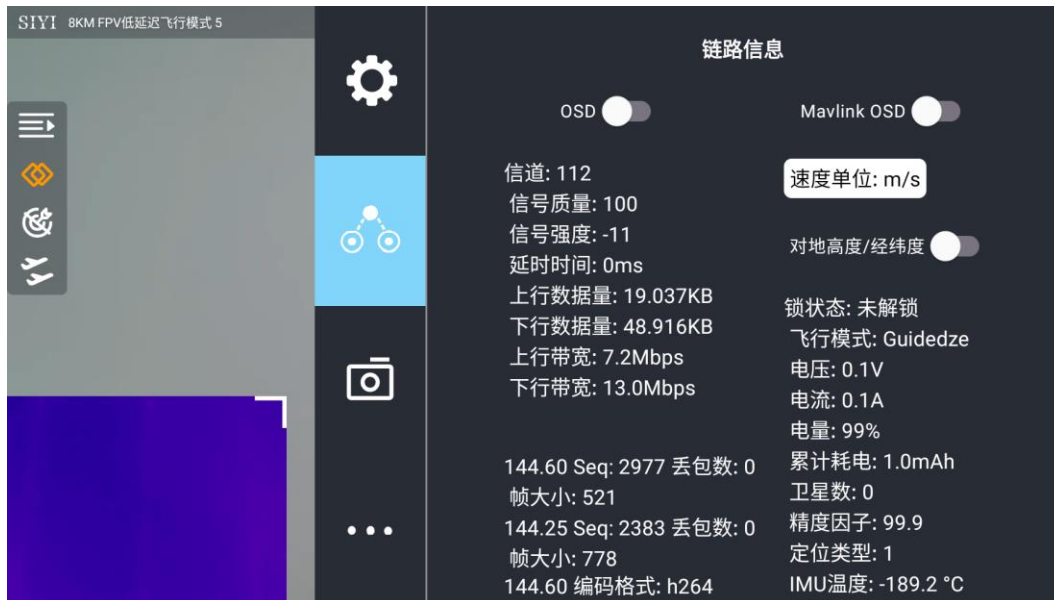 SIYI 8KM FPV低延迟飞行模式 5
链路信息
OSD
Mavlink OSD
信道: 112
信号质量: 100
信号强度: -11
延时时间: 0ms
上行数据量: 19.037KB
下行数据量: 48.916KB
上行带宽: 7.2Mbps
下行带宽: 13.0Mbps
144.60 Seq: 2977 丢包数: 0
帧大小: 521
144.25 Seq: 2383 丢包数: 0
帧大小: 778
144.60 编码格式: h264
速度单位: m/s
对地高度/经纬度
锁状态: 未解锁
飞行模式: Guidedze
电压: 0.1V
电流: 0.1A
电量: 99%
累计耗电: 1.0mAh
卫星数: 0
精度因子: 99.9
定位类型: 1
IMU温度: -189.2 °C